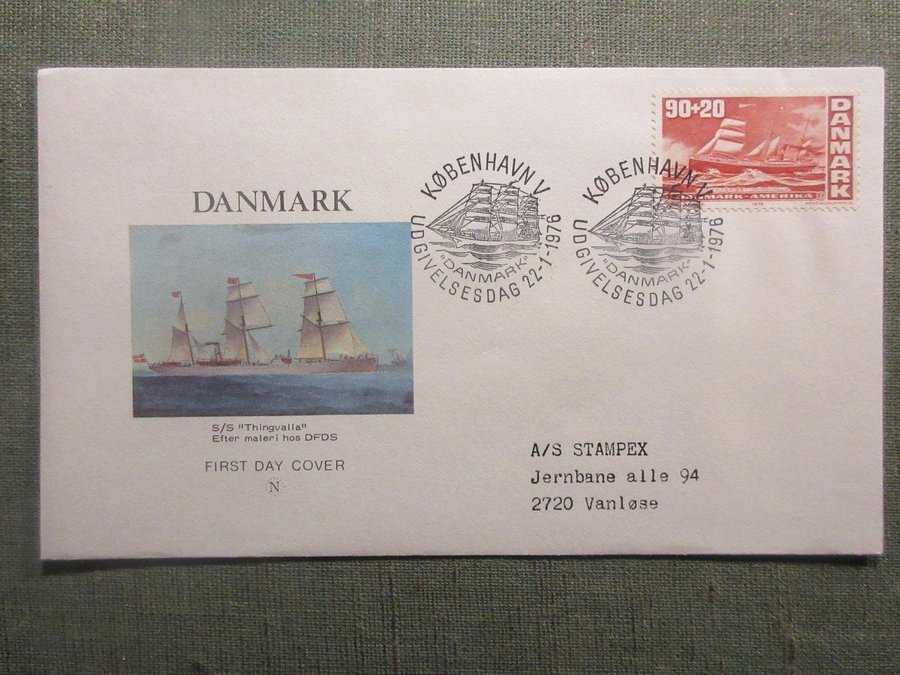 90+20
DANMARK
MARK-AMERIKA
KØBENHAVN V
"DANMARK"
UDGIVELSESDAG 22-1-1976
KØBENHAVN V
"DANMARK"
UDGIVELSESDAG 22-1-1976
DANMARK
S/S "Thingvalla"
Efter maleri hos DFDS
FIRST DAY COVER
N
A/S STAMPEX
Jernbane alle 94
2720 Vanløse